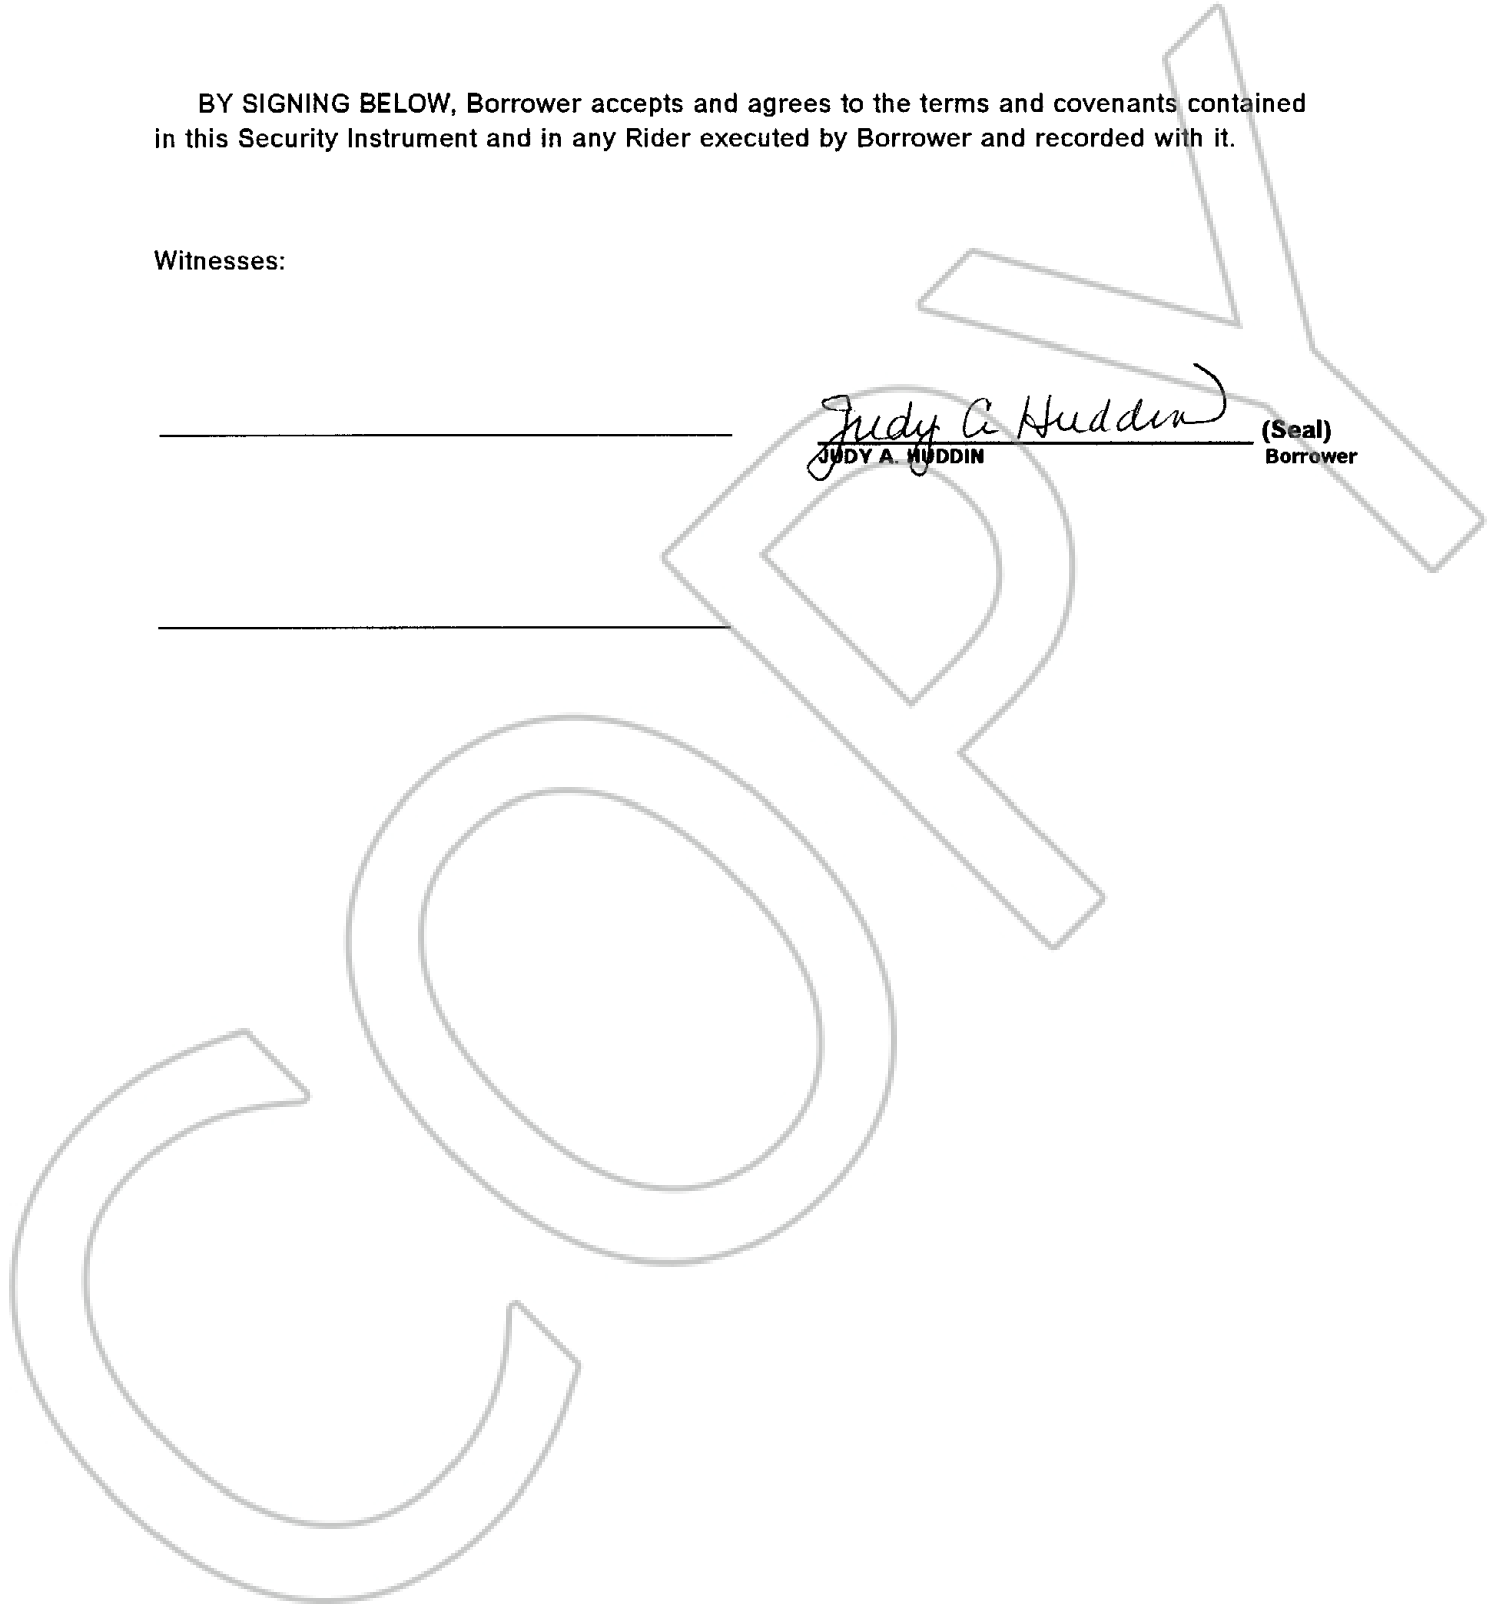 BY SIGNING BELOW, Borrower accepts and agrees to the terms and covenants contained
in this Security Instrument and in any Rider executed by Borrower and recorded with it.
Witnesses:
Judy A Huddin (Seal)
JUDY A. HUDDIN Borrower
COPY